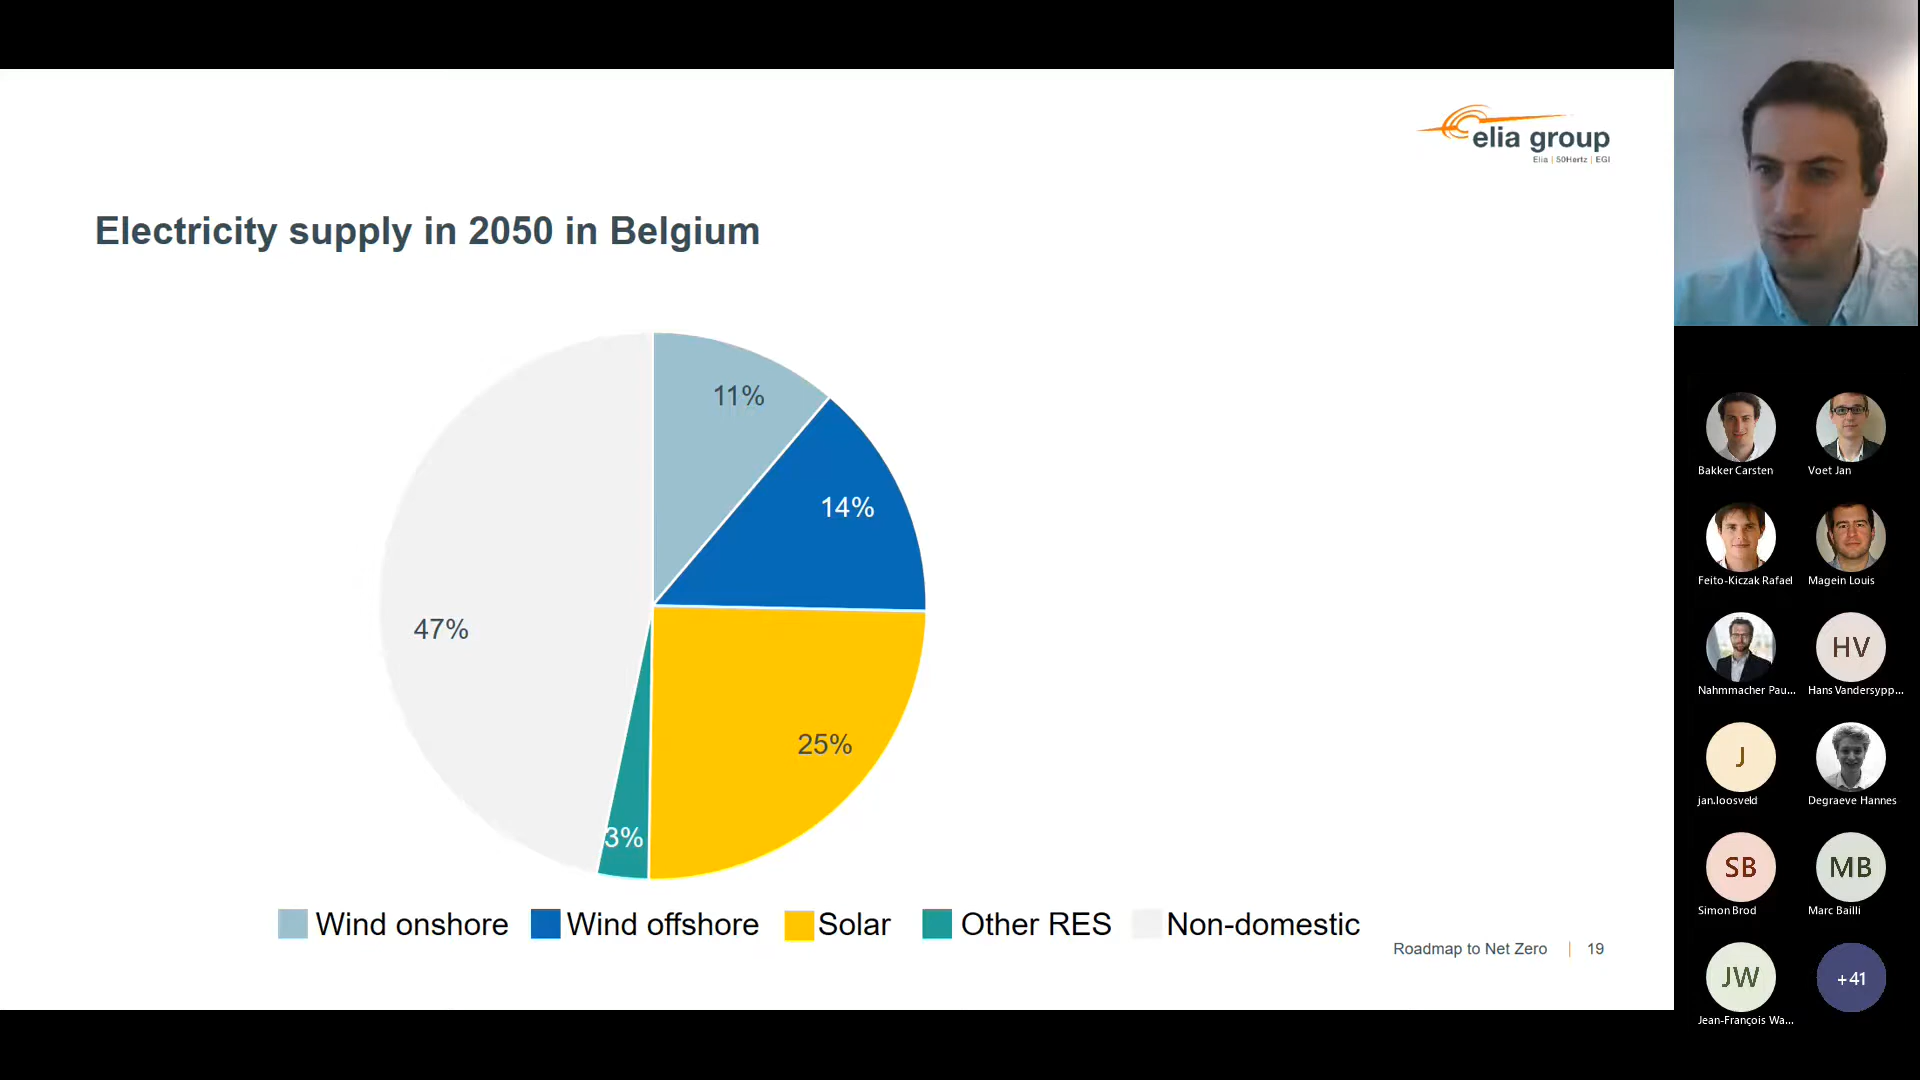 elia group
Elia | 50Hertz | EGI
Electricity supply in 2050 in Belgium
11%
14%
47%
25%
3%
Wind onshore Wind offshore Solar Other RES Non-domestic
Roadmap to Net Zero | 19
Bakker Carsten
Voet Jan
Feito-Kiczak Rafael
Magein Louis
Nahmmacher Pau...
HV
Hans Vandersypp...
J
jan.loosveld
Degraeve Hannes
SB
Simon Brod
MB
Marc Bailli
JW
Jean-François Wa...
+41